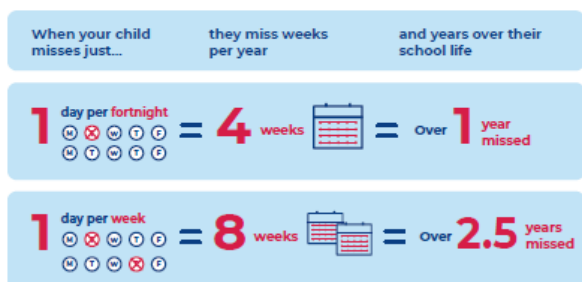 When your child
misses just...
they miss weeks
per year
and years over their
school life
1 day per fortnight
M T W T F
M T W T F
= 4 weeks = Over 1 year
missed
1 day per week
M T W T F
M T W T F
= 8 weeks = Over 2.5 years
missed